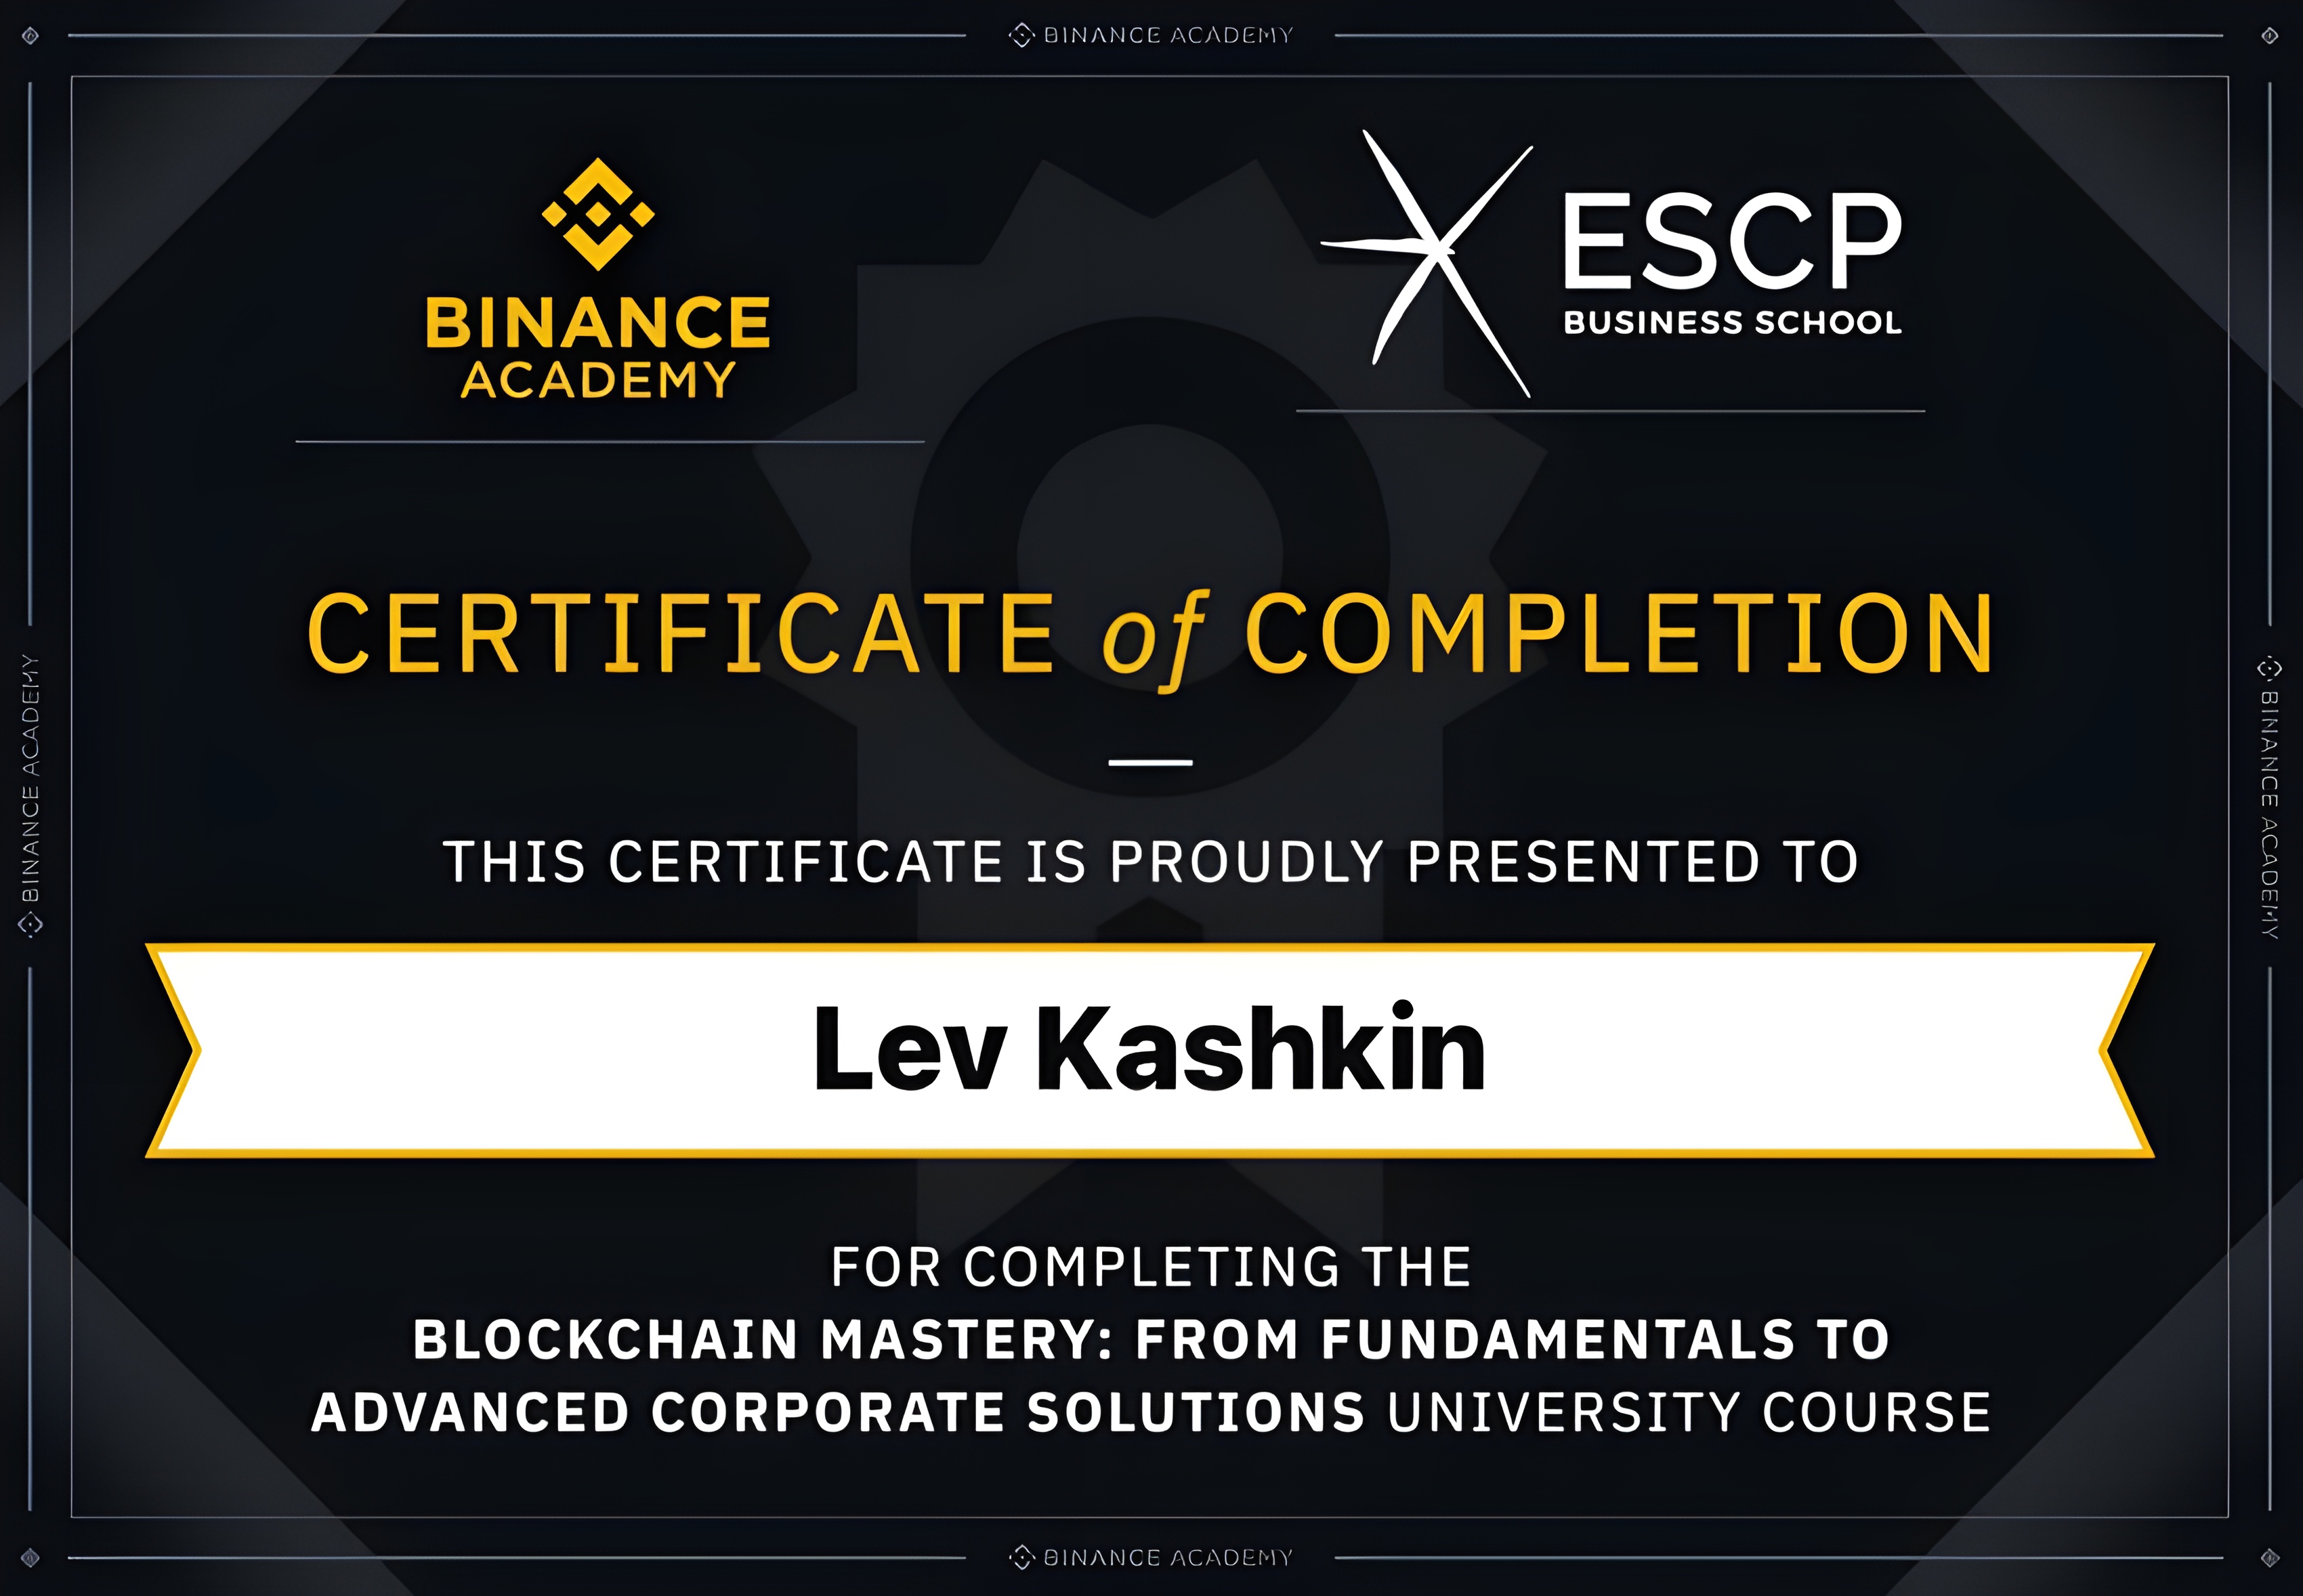 BINANCE ACADEMY
BINANCE
ACADEMY
ESCP
BUSINESS SCHOOL
CERTIFICATE of COMPLETION
THIS CERTIFICATE IS PROUDLY PRESENTED TO
BINANCE ACADEMY
BINANCE ACADEMY
Lev Kashkin
FOR COMPLETING THE
BLOCKCHAIN MASTERY: FROM FUNDAMENTALS TO
ADVANCED CORPORATE SOLUTIONS UNIVERSITY COURSE
BINANCE ACADEMY